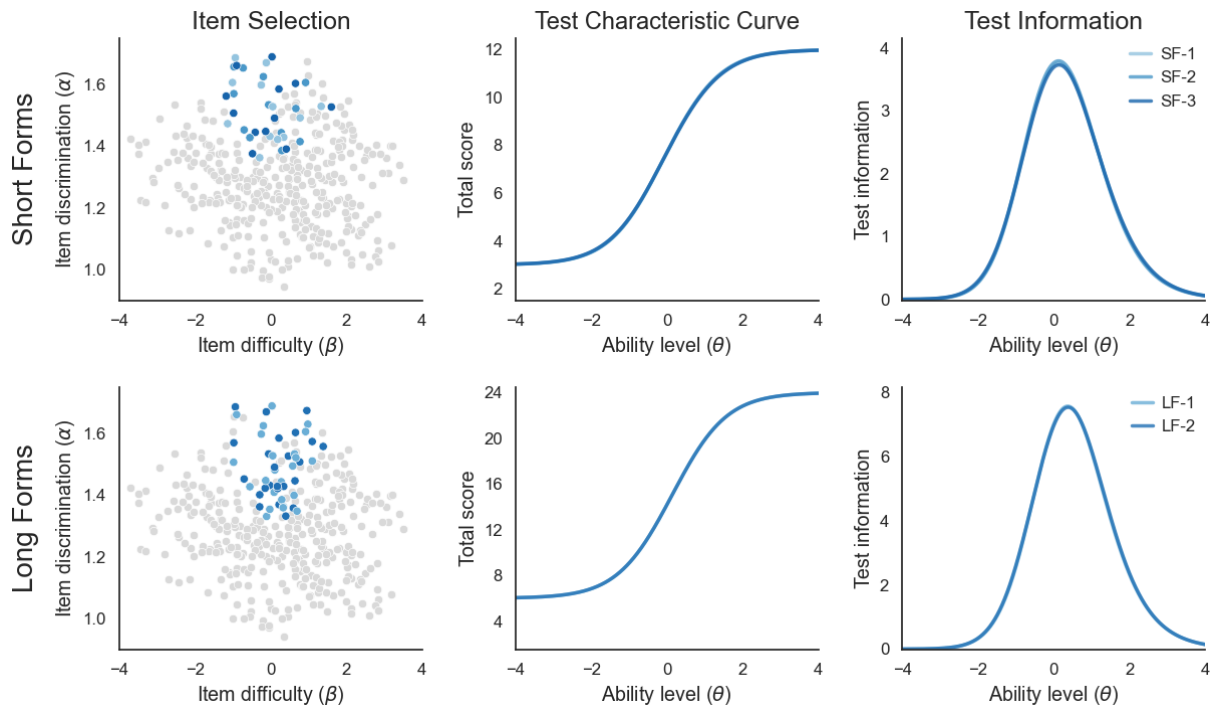 Item Selection
Test Characteristic Curve
Test Information
Short Forms
Item discrimination (α)
1.6
1.4
1.2
1.0
−4 −2 0 2 4
Item difficulty (β)
Total score
12
10
8
6
4
2
−4 −2 0 2 4
Ability level (θ)
Test information
4
3
2
1
0
−4 −2 0 2 4
Ability level (θ)
SF-1
SF-2
SF-3
Long Forms
Item discrimination (α)
1.6
1.4
1.2
1.0
−4 −2 0 2 4
Item difficulty (β)
Total score
24
20
16
12
8
4
−4 −2 0 2 4
Ability level (θ)
Test information
8
6
4
2
0
−4 −2 0 2 4
Ability level (θ)
LF-1
LF-2